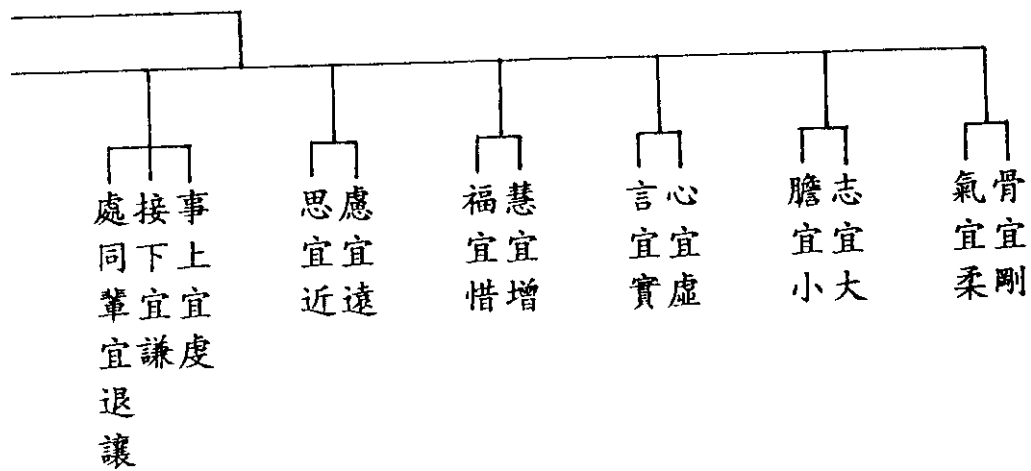 骨宜剛
氣宜柔
志宜大
膽宜小
心宜虛
言宜實
慧宜增
福宜惜
慮宜遠
思宜近
事上宜虔
接下宜謙
處同輩宜退讓